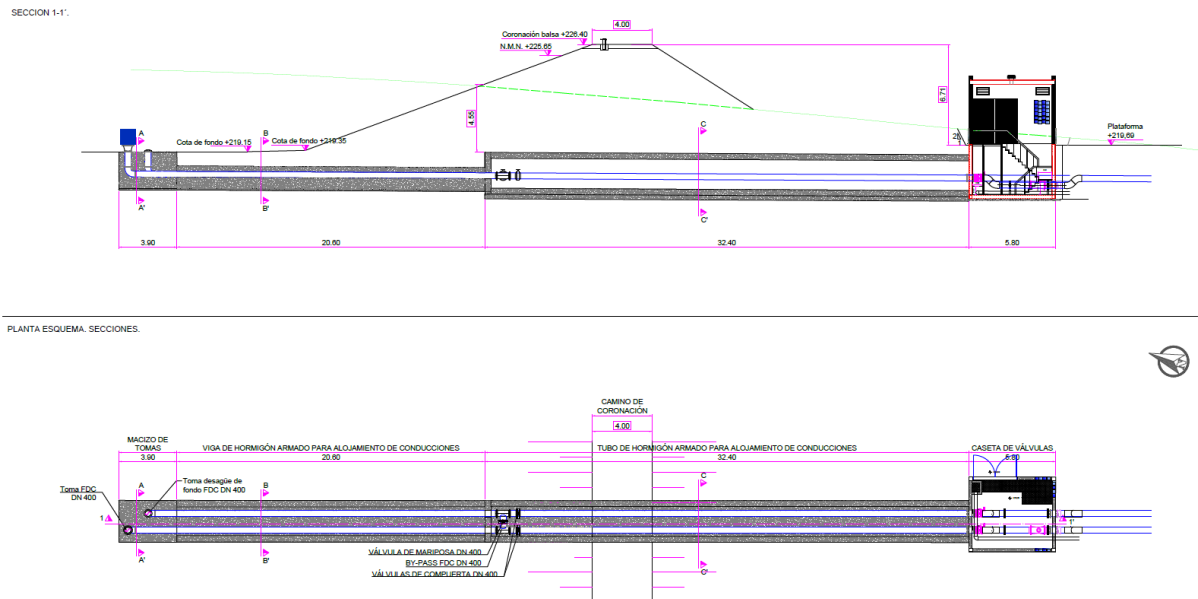 SECCION 1-1'.
4.00
Coronación balsa +226.40
N.M.N. +225.65
6.71
4.55
A
B
C
Cota de fondo +219.15
Cota de fondo +219.35
Plataforma
+219,69
A'
B'
C'
3.90
20.60
32.40
5.80
PLANTA ESQUEMA. SECCIONES.
CAMINO DE
CORONACIÓN
4.00
MACIZO DE
TOMAS
VIGA DE HORMIGÓN ARMADO PARA ALOJAMIENTO DE CONDUCCIONES
TUBO DE HORMIGÓN ARMADO PARA ALOJAMIENTO DE CONDUCCIONES
CASETA DE VÁLVULAS
3.90
20.60
32.40
5.80
Toma FDC
DN 400
A
Toma desagüe de
fondo FDC DN 400
B
C
1
1'
A'
B'
C'
VÁLVULA DE MARIPOSA DN 400
BY-PASS FDC DN 400
VÁLVULAS DE COMPUERTA DN 400